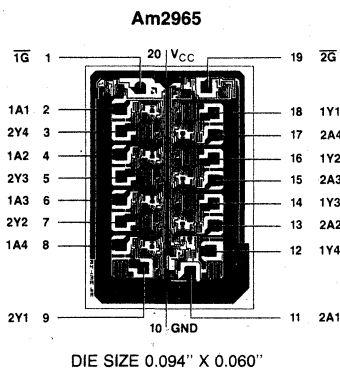 Am2965
1G 1 20 VCC 19 2G
1A1 2 18 1Y1
2Y4 3 17 2A4
1A2 4 16 1Y2
2Y3 5 15 2A3
1A3 6 14 1Y3
2Y2 7 13 2A2
1A4 8 12 1Y4
2Y1 9 10 GND 11 2A1
DIE SIZE 0.094'' X 0.060''